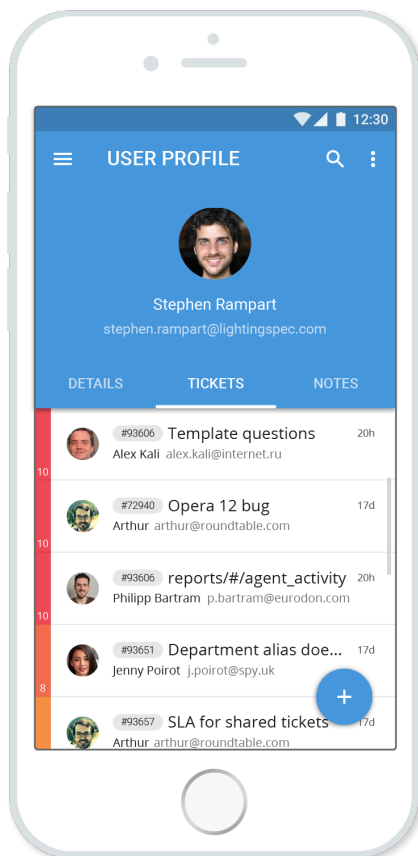 12:30
USER PROFILE
Stephen Rampart
stephen.rampart@lightingspec.com
DETAILS TICKETS NOTES
#93606 Template questions 20h
Alex Kali alex.kali@internet.ru
10
#72940 Opera 12 bug 17d
Arthur arthur@roundtable.com
10
#93606 reports/#/agent_activity 20h
Philipp Bartram p.bartram@eurodon.com
10
#93651 Department alias doe... 17d
Jenny Poirot j.poirot@spy.uk
8
+
#93657 SLA for shared tickets 17d
Arthur arthur@roundtable.com